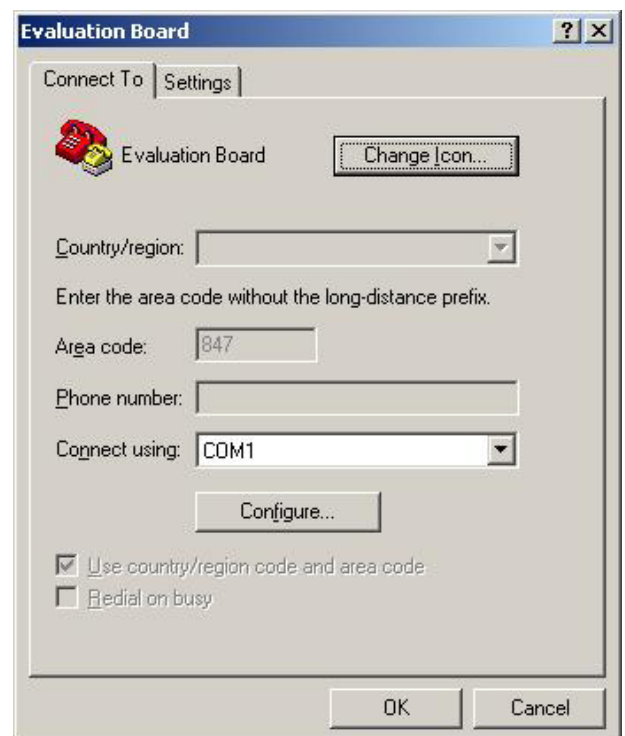 Evaluation Board
Connect To Settings
Evaluation Board Change Icon...
Country/region:
Enter the area code without the long-distance prefix.
Area code: 847
Phone number:
Connect using: COM1
Configure...
Use country/region code and area code
Redial on busy
OK Cancel